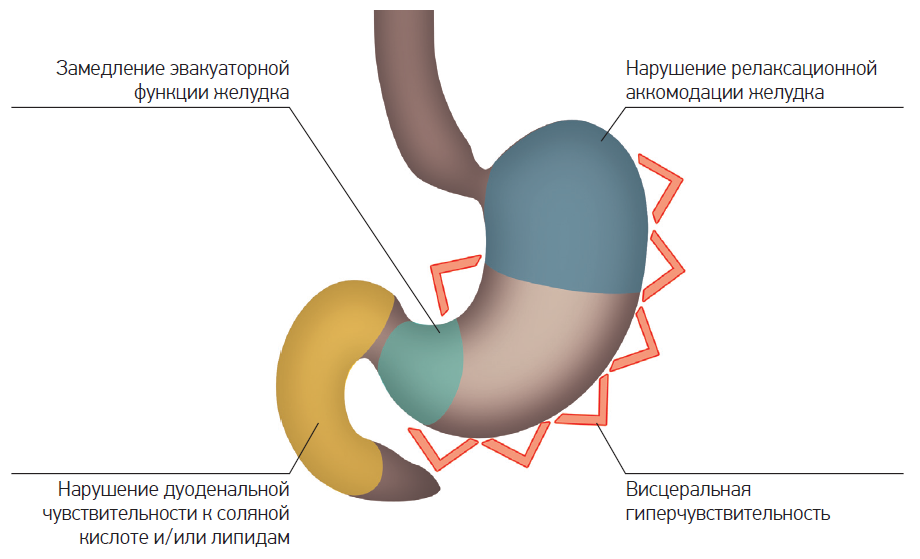 Замедление эвакуаторной
функции желудка
Нарушение релаксационной
аккомодации желудка
Нарушение дуоденальной
чувствительности к соляной
кислоте и/или липидам
Висцеральная
гиперчувствительность